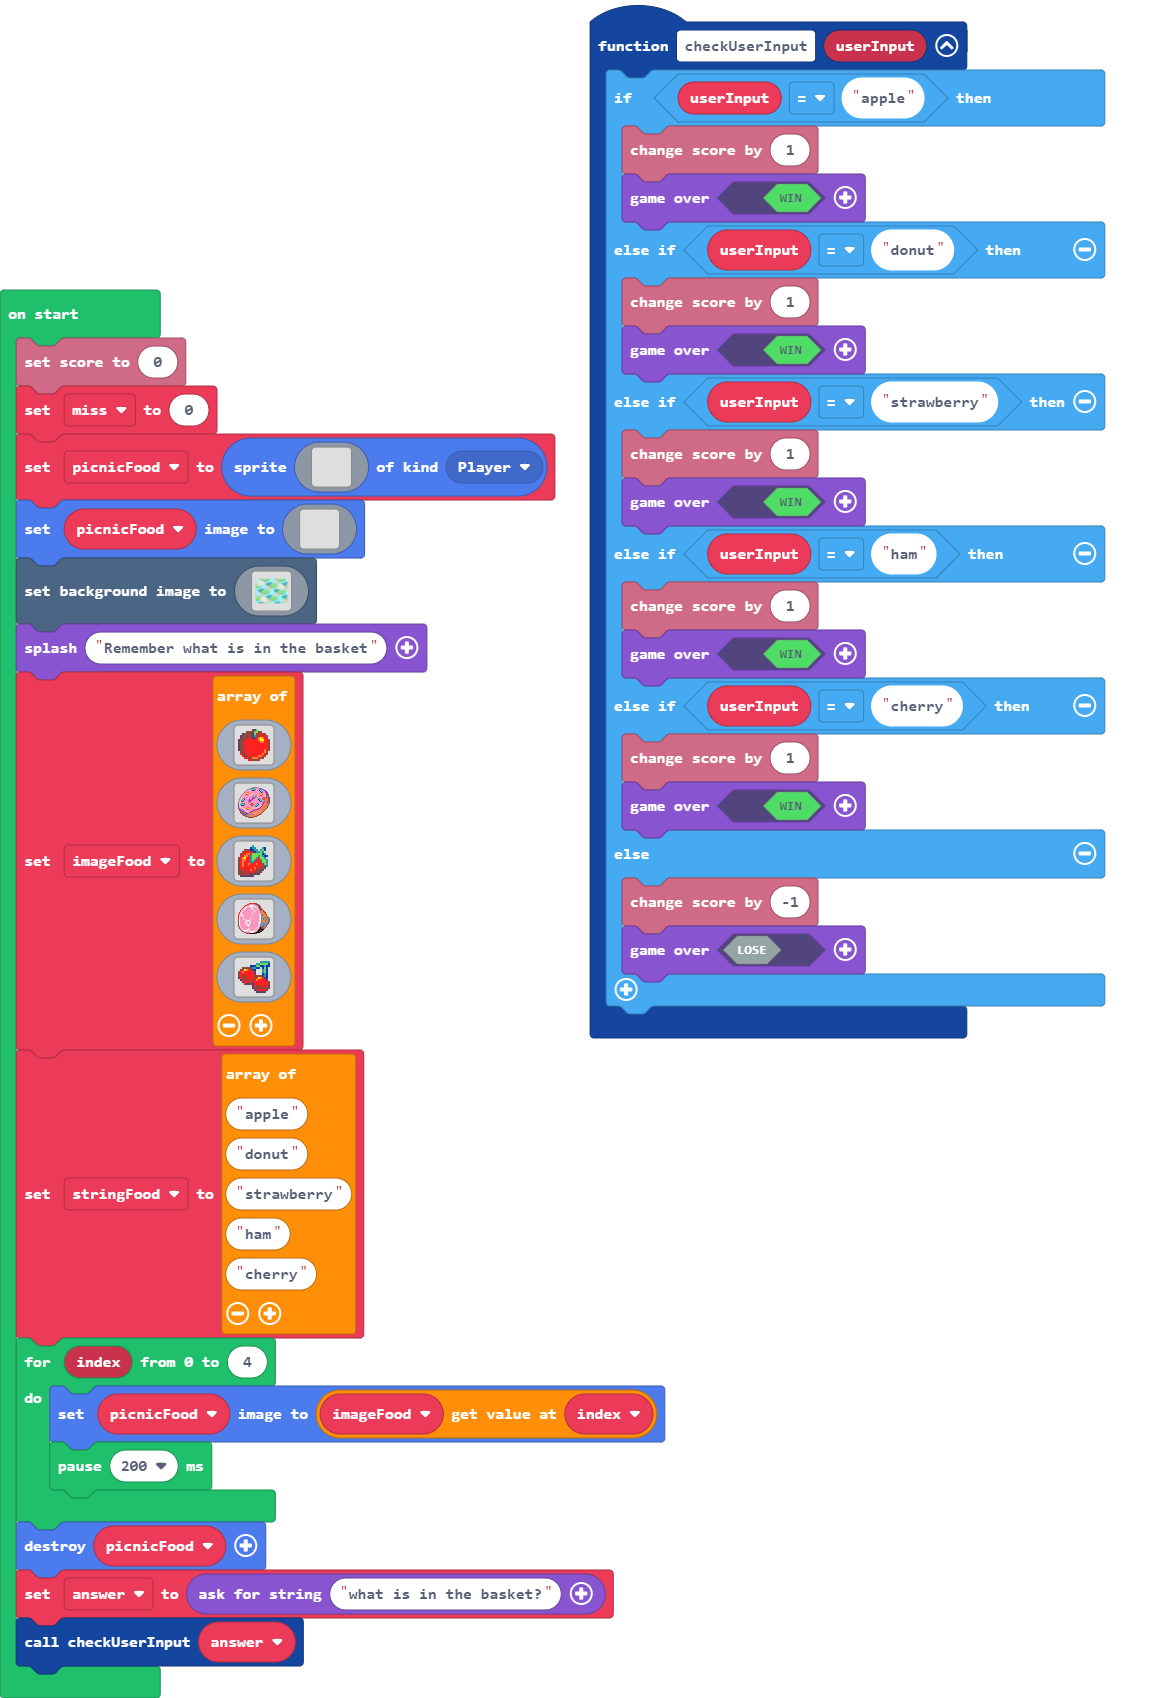 on start
set score to 0
set miss to 0
set picnicFood to sprite of kind Player
set picnicFood image to
set background image to
splash "Remember what is in the basket"
set imageFood to array of
set stringFood to array of
"apple"
"donut"
"strawberry"
"ham"
"cherry"
for index from 0 to 4
do
set picnicFood image to imageFood get value at index
pause 200 ms
destroy picnicFood
set answer to ask for string "what is in the basket?"
call checkUserInput answer
function checkUserInput userInput
if userInput = "apple" then
change score by 1
game over WIN
else if userInput = "donut" then
change score by 1
game over WIN
else if userInput = "strawberry" then
change score by 1
game over WIN
else if userInput = "ham" then
change score by 1
game over WIN
else if userInput = "cherry" then
change score by 1
game over WIN
else
change score by -1
game over LOSE